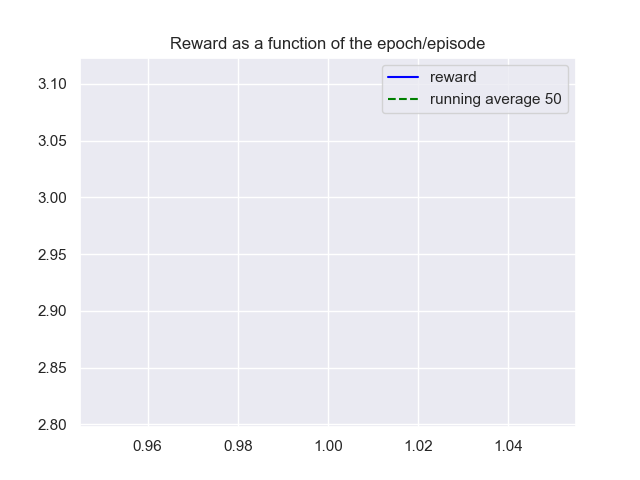 Reward as a function of the epoch/episode
reward
running average 50
3.10
3.05
3.00
2.95
2.90
2.85
2.80
0.96 0.98 1.00 1.02 1.04